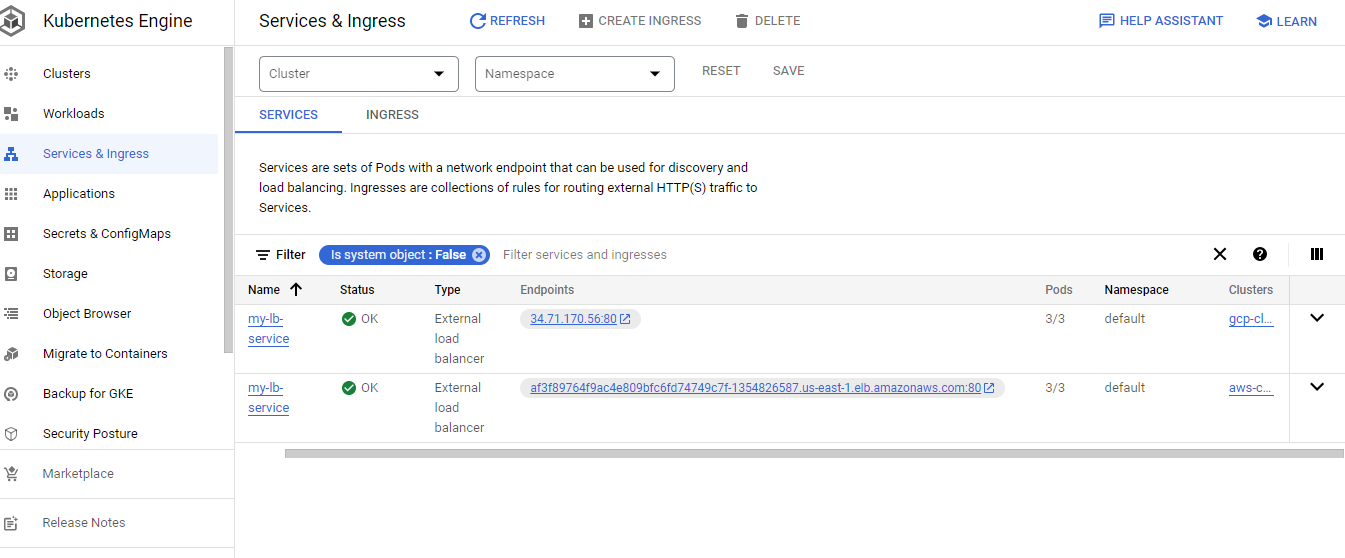 Kubernetes Engine
Services & Ingress
REFRESH
CREATE INGRESS
DELETE
HELP ASSISTANT
LEARN
Clusters
Workloads
Services & Ingress
Applications
Secrets & ConfigMaps
Storage
Object Browser
Migrate to Containers
Backup for GKE
Security Posture
Marketplace
Release Notes
Cluster
Namespace
RESET
SAVE
SERVICES
INGRESS
Services are sets of Pods with a network endpoint that can be used for discovery and
load balancing. Ingresses are collections of rules for routing external HTTP(S) traffic to
Services.
Filter
Is system object : False
Filter services and ingresses
Name
Status
Type
Endpoints
Pods
Namespace
Clusters
my-lb-
service
OK
External
load
balancer
34.71.170.56:80
3/3
default
gcp-cl...
my-lb-
service
OK
External
load
balancer
af3f89764f9ac4e809bfc6fd74749c7f-1354826587.us-east-1.elb.amazonaws.com:80
3/3
default
aws-c...